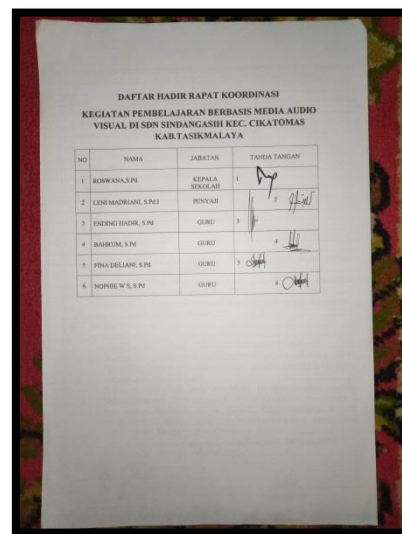 DAFTAR HADIR RAPAT KOORDINASI
KEGIATAN PEMBELAJARAN BERBASIS MEDIA AUDIO
VISUAL DI SDN SINDANGASIH KEC. CIKATOMAS
KAB.TASIKMALAYA
NO NAMA JABATAN TANDA TANGAN
1 ROSWANA,S.Pd KEPALA SEKOLAH 1
2 LENI MADRIANI, S.Pd.I PENYAJI 2
3 ENDING HADIR, S.Pd GURU 3
4 BAHRUM, S.Pd GURU 4
5 FINA DELIANI, S.Pd GURU 5
6 NOPHIE W S, S.Pd GURU 6